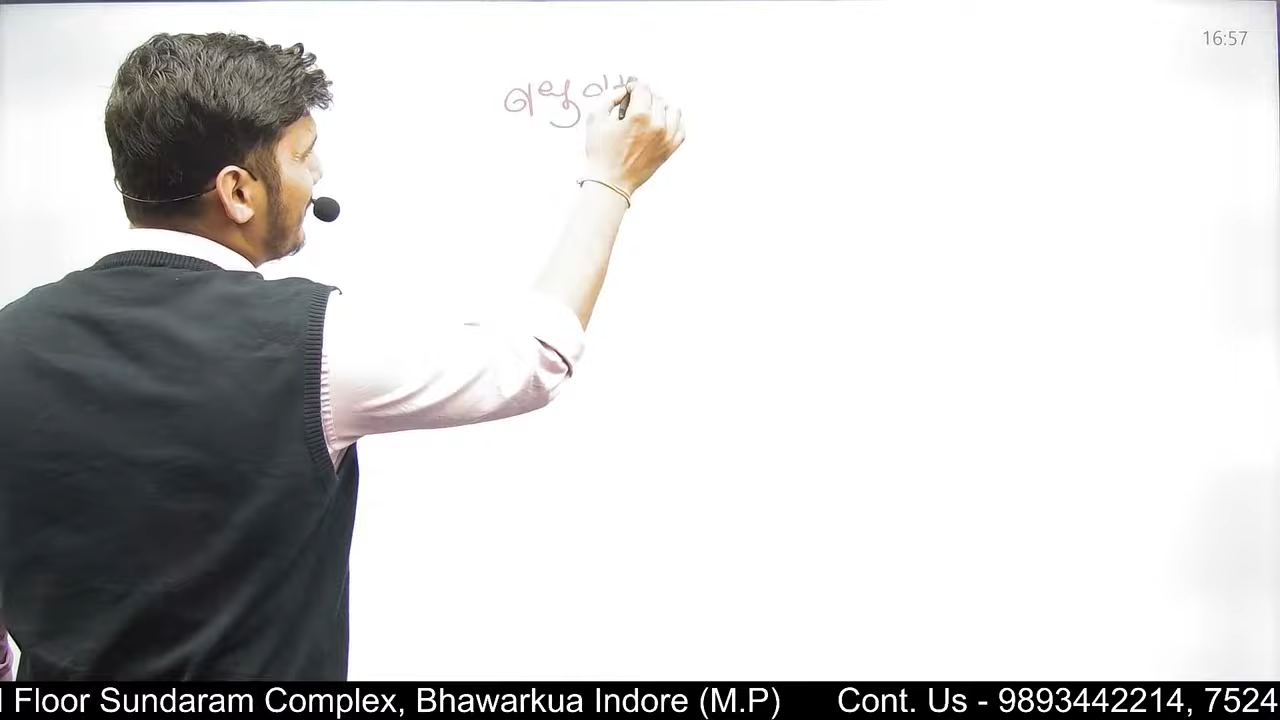 16:57
l Floor Sundaram Complex, Bhawarkua Indore (M.P) Cont. Us - 9893442214, 7524